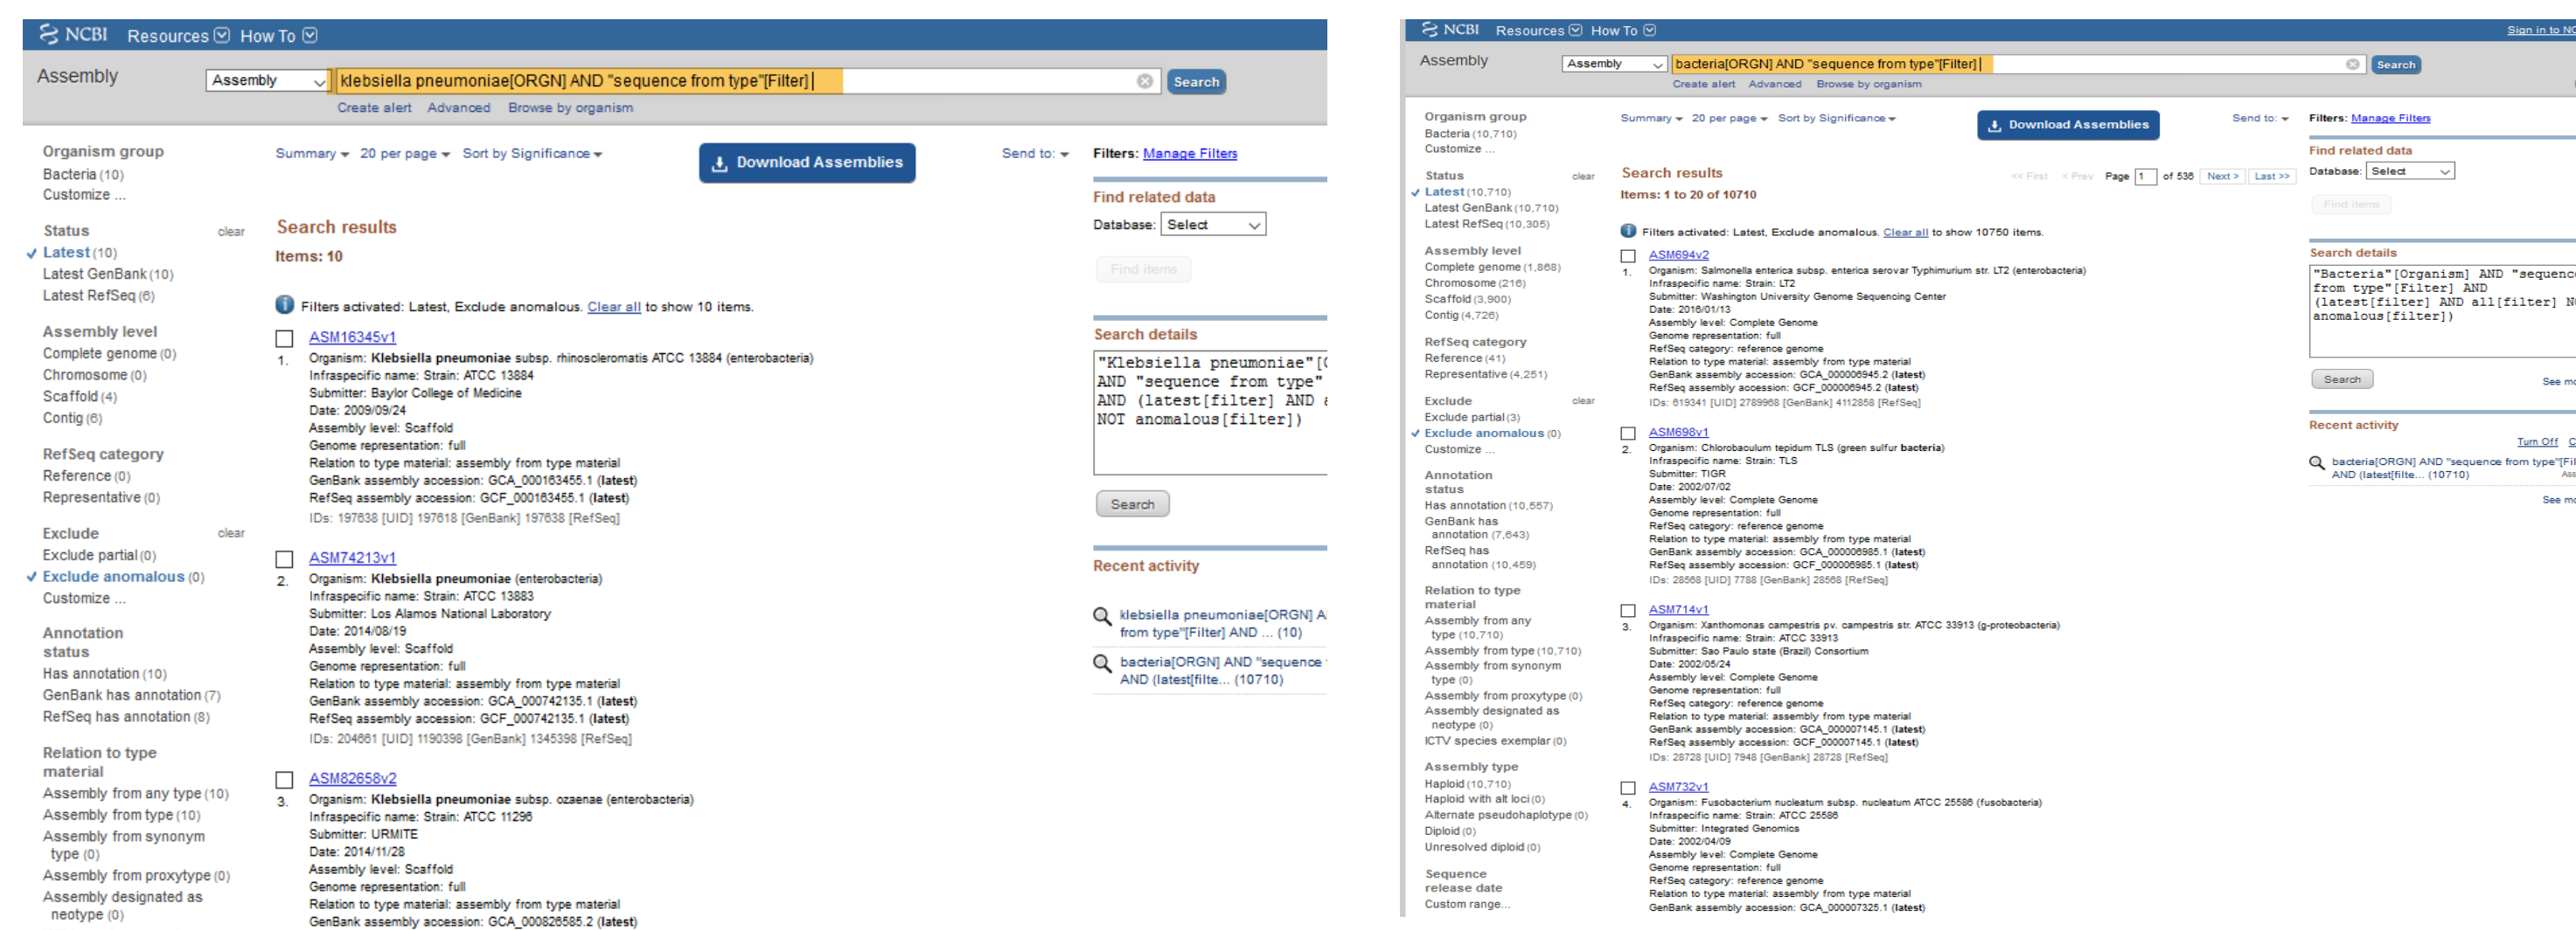 NCBI Resources How To
Assembly Assembly klebsiella pneumoniae[ORGN] AND "sequence from type"[Filter] Search
Create alert Advanced Browse by organism
Organism group
Bacteria (10)
Customize ...
Status clear
Latest (10)
Latest GenBank (10)
Latest RefSeq (6)
Assembly level
Complete genome (0)
Chromosome (0)
Scaffold (4)
Contig (6)
RefSeq category
Reference (0)
Representative (0)
Exclude clear
Exclude partial (0)
Exclude anomalous (0)
Customize ...
Annotation
status
Has annotation (10)
GenBank has annotation (7)
RefSeq has annotation (8)
Relation to type
material
Assembly from any type (10)
Assembly from type (10)
Assembly from synonym
type (0)
Assembly from proxytype (0)
Assembly designated as
neotype (0)
Summary 20 per page Sort by Significance
Download Assemblies
Send to:
Search results
Items: 10
Filters activated: Latest, Exclude anomalous. Clear all to show 10 items.
ASM16345v1
1. Organism: Klebsiella pneumoniae subsp. rhinoscleromatis ATCC 13884 (enterobacteria)
Infraspecific name: Strain: ATCC 13884
Submitter: Baylor College of Medicine
Date: 2009/09/24
Assembly level: Scaffold
Genome representation: full
Relation to type material: assembly from type material
GenBank assembly accession: GCA_000163455.1 (latest)
RefSeq assembly accession: GCF_000163455.1 (latest)
IDs: 197638 [UID] 197618 [GenBank] 197638 [RefSeq]
ASM74213v1
2. Organism: Klebsiella pneumoniae (enterobacteria)
Infraspecific name: Strain: ATCC 13883
Submitter: Los Alamos National Laboratory
Date: 2014/08/19
Assembly level: Scaffold
Genome representation: full
Relation to type material: assembly from type material
GenBank assembly accession: GCA_000742135.1 (latest)
RefSeq assembly accession: GCF_000742135.1 (latest)
IDs: 204661 [UID] 1190398 [GenBank] 1345398 [RefSeq]
ASM82658v2
3. Organism: Klebsiella pneumoniae subsp. ozaenae (enterobacteria)
Infraspecific name: Strain: ATCC 11296
Submitter: URMITE
Date: 2014/11/28
Assembly level: Scaffold
Genome representation: full
Relation to type material: assembly from type material
GenBank assembly accession: GCA_000826585.2 (latest)
Filters: Manage Filters
Find related data
Database: Select
Find items
Search details
"Klebsiella pneumoniae"[
AND "sequence from type"
AND (latest[filter] AND
NOT anomalous[filter])
Search
Recent activity
klebsiella pneumoniae[ORGN]
from type"[Filter] AND ... (10)
bacteria[ORGN] AND "sequence
AND (latest[filte... (10710)
NCBI Resources How To Sign in to
Assembly Assembly bacteria[ORGN] AND "sequence from type"[Filter] Search
Create alert Advanced Browse by organism
Organism group
Bacteria (10,710)
Customize ...
Status clear
Latest (10,710)
Latest GenBank (10,710)
Latest RefSeq (10,305)
Assembly level
Complete genome (1,868)
Chromosome (216)
Scaffold (3,900)
Contig (4,726)
RefSeq category
Reference (41)
Representative (4,251)
Exclude clear
Exclude partial (3)
Exclude anomalous (0)
Customize ...
Annotation
status
Has annotation (10,557)
GenBank has
annotation (7,643)
RefSeq has
annotation (10,459)
Relation to type
material
Assembly from any
type (10,710)
Assembly from type (10,710)
Assembly from synonym
type (0)
Assembly from proxytype (0)
Assembly designated as
neotype (0)
ICTV species exemplar (0)
Assembly type
Haploid (10,710)
Haploid with alt loci (0)
Alternate pseudohaplotype (0)
Diploid (0)
Unresolved diploid (0)
Sequence
release date
Custom range...
Summary 20 per page Sort by Significance
Download Assemblies
Send to:
Search results
<< First < Prev Page 1 of 536 Next > Last >>
Items: 1 to 20 of 10710
Filters activated: Latest, Exclude anomalous. Clear all to show 10750 items.
ASM694v2
1. Organism: Salmonella enterica subsp. enterica serovar Typhimurium str. LT2 (enterobacteria)
Infraspecific name: Strain: LT2
Submitter: Washington University Genome Sequencing Center
Date: 2016/01/13
Assembly level: Complete Genome
Genome representation: full
RefSeq category: reference genome
Relation to type material: assembly from type material
GenBank assembly accession: GCA_000006945.2 (latest)
RefSeq assembly accession: GCF_000006945.2 (latest)
IDs: 619341 [UID] 2789968 [GenBank] 4112858 [RefSeq]
ASM698v1
2. Organism: Chlorobaculum tepidum TLS (green sulfur bacteria)
Infraspecific name: Strain: TLS
Submitter: TIGR
Date: 2002/07/02
Assembly level: Complete Genome
Genome representation: full
RefSeq category: reference genome
Relation to type material: assembly from type material
GenBank assembly accession: GCA_000006985.1 (latest)
RefSeq assembly accession: GCF_000006985.1 (latest)
IDs: 28568 [UID] 7788 [GenBank] 28568 [RefSeq]
ASM714v1
3. Organism: Xanthomonas campestris pv. campestris str. ATCC 33913 (g-proteobacteria)
Infraspecific name: Strain: ATCC 33913
Submitter: Sao Paulo state (Brazil) Consortium
Date: 2002/05/24
Assembly level: Complete Genome
Genome representation: full
RefSeq category: reference genome
Relation to type material: assembly from type material
GenBank assembly accession: GCA_000007145.1 (latest)
RefSeq assembly accession: GCF_000007145.1 (latest)
IDs: 28728 [UID] 7948 [GenBank] 28728 [RefSeq]
ASM732v1
4. Organism: Fusobacterium nucleatum subsp. nucleatum ATCC 25586 (fusobacteria)
Infraspecific name: Strain: ATCC 25586
Submitter: Integrated Genomics
Date: 2002/04/09
Assembly level: Complete Genome
Genome representation: full
RefSeq category: reference genome
Relation to type material: assembly from type material
GenBank assembly accession: GCA_000007325.1 (latest)
Filters: Manage Filters
Find related data
Database: Select
Find items
Search details
"Bacteria"[Organism] AND "sequence
from type"[Filter] AND
(latest[filter] AND all[filter]
anomalous[filter])
Search See
Recent activity
Turn Off
bacteria[ORGN] AND "sequence from type"
AND (latest[filte... (10710)
See